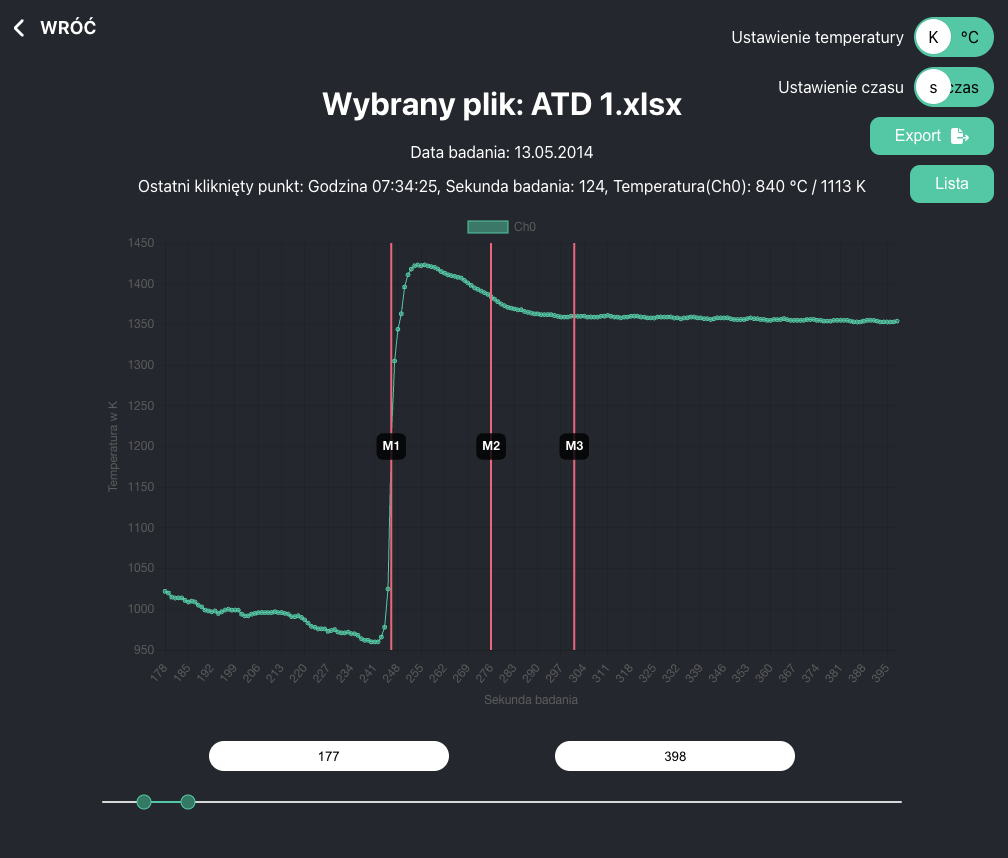 WRÓĆ
Ustawienie temperatury K °C
Ustawienie czasu s czas
Wybrany plik: ATD 1.xlsx
Export
Data badania: 13.05.2014
Lista
Ostatni kliknięty punkt: Godzina 07:34:25, Sekunda badania: 124, Temperatura(Ch0): 840 °C / 1113 K
Ch0
1450
1400
1350
1300
1250
1200
1150
1100
1050
1000
950
Temperatura w K
M1 M2 M3
178 185 192 199 206 213 220 227 234 241 248 255 262 269 276 283 290 297 304 311 318 325 332 339 346 353 360 367 374 381 388 395
Sekunda badania
177 398